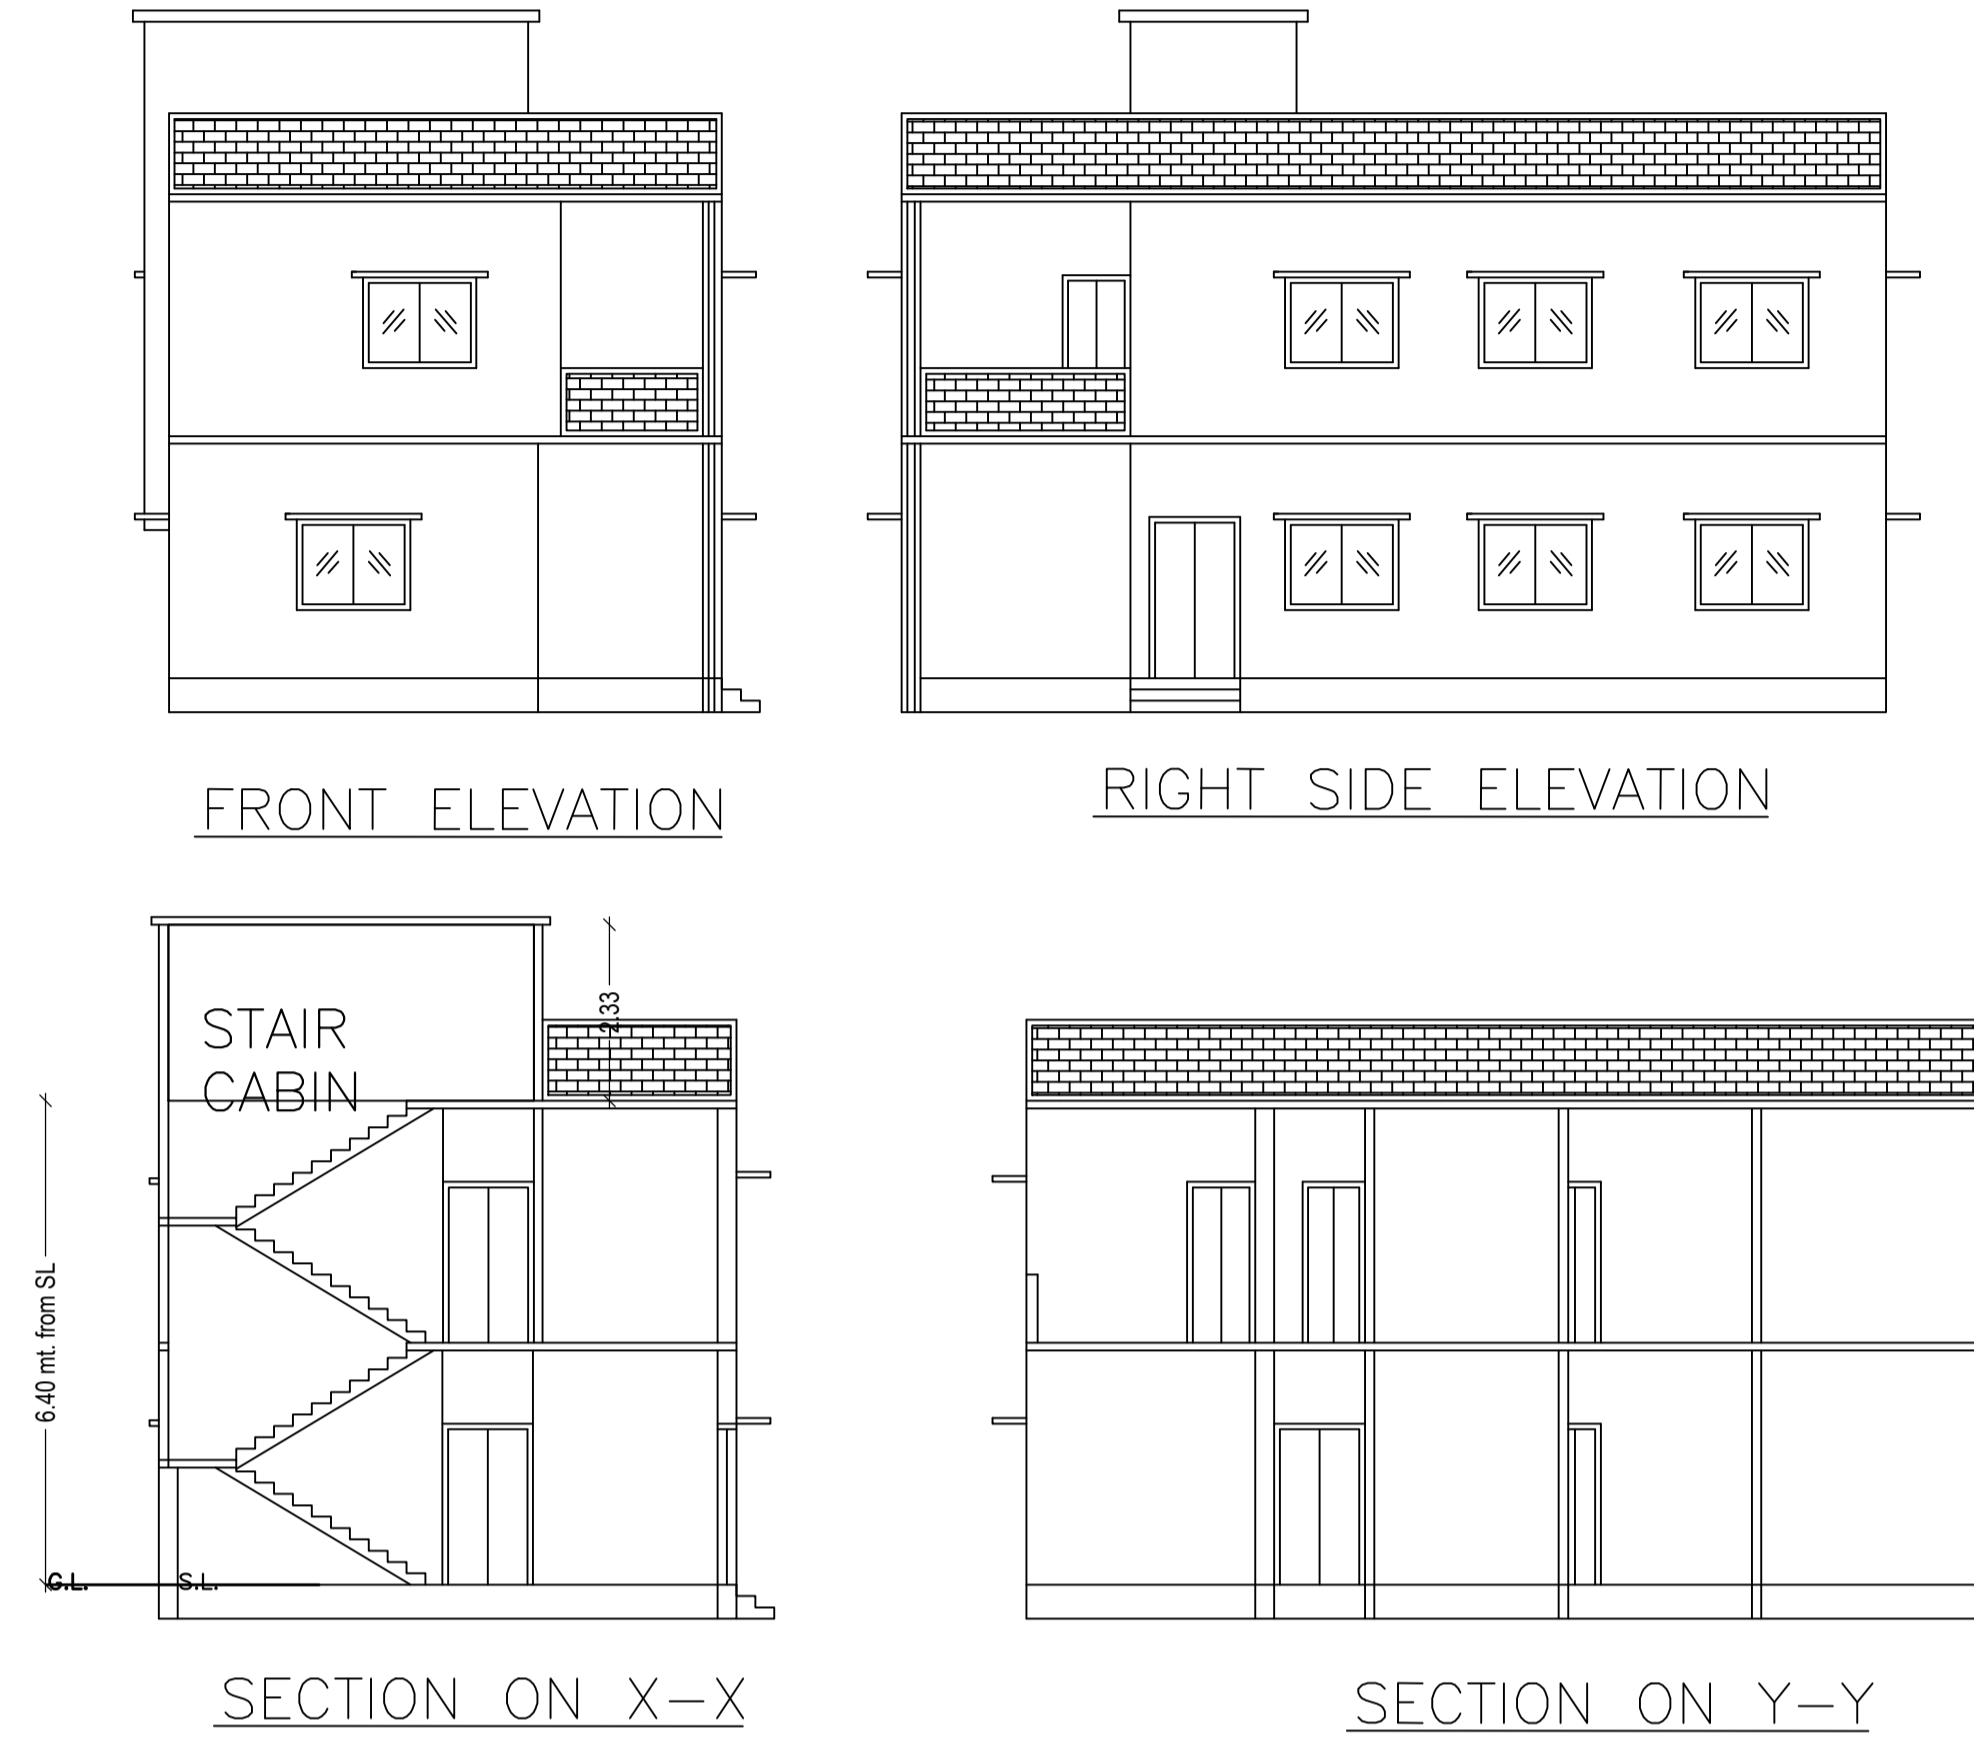 FRONT ELEVATION
RIGHT SIDE ELEVATION
2.33
STAIR
CABIN
6.40 mt. from SL
G.L.
S.L.
SECTION ON X-X
SECTION ON Y-Y